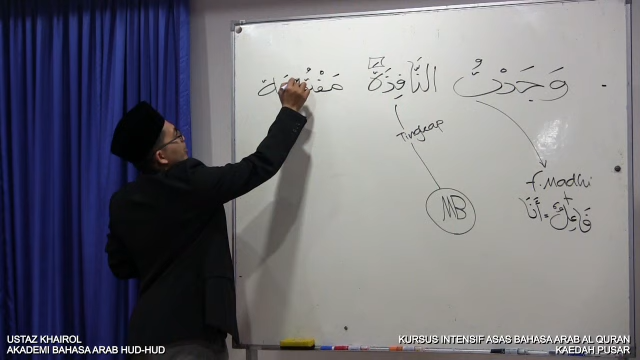 وَجَدْتُ النَّافِذَةَ مَفْتُوحَة
Tingkap
MB
f. Madhi
+
فَاعِل = أَنَا
USTAZ KHAIROL
AKADEMI BAHASA ARAB HUD-HUD
KURSUS INTENSIF ASAS BAHASA ARAB AL QURAN
KAEDAH PUSAR